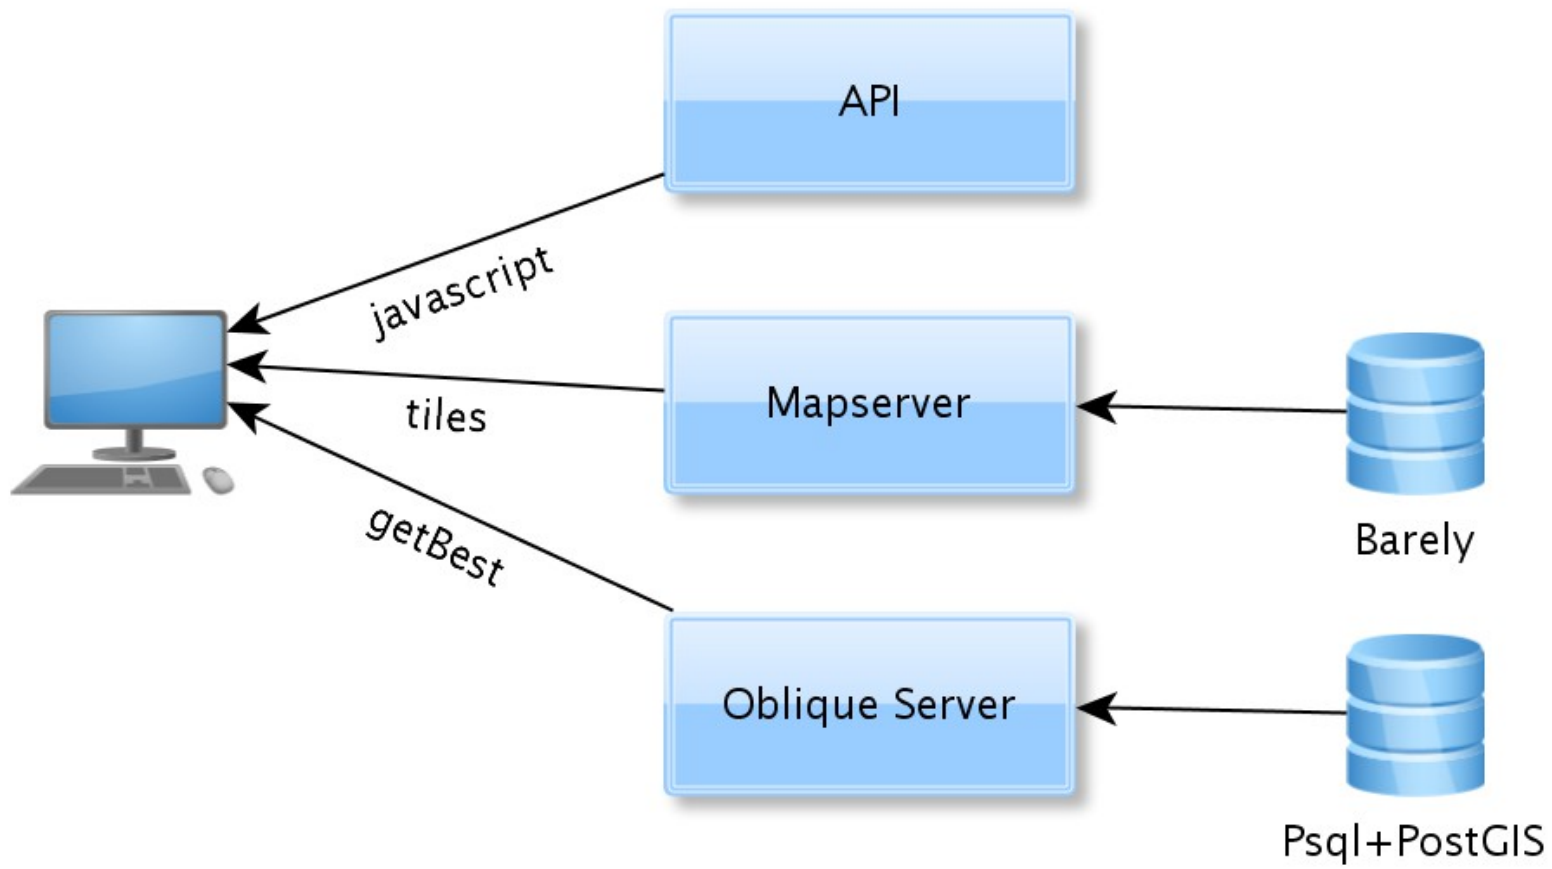 API
javascript
Mapserver
tiles
Barely
getBest
Oblique Server
Psql+PostGIS